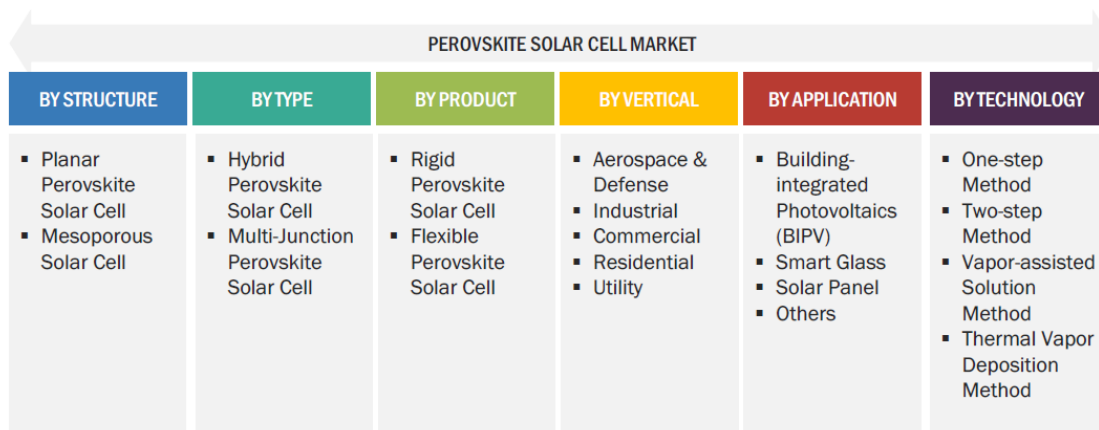 PEROVSKITE SOLAR CELL MARKET
BY STRUCTURE
▪ Planar
Perovskite
Solar Cell
▪ Mesoporous
Solar Cell
BY TYPE
▪ Hybrid
Perovskite
Solar Cell
▪ Multi-Junction
Perovskite
Solar Cell
BY PRODUCT
▪ Rigid
Perovskite
Solar Cell
▪ Flexible
Perovskite
Solar Cell
BY VERTICAL
▪ Aerospace &
Defense
▪ Industrial
▪ Commercial
▪ Residential
▪ Utility
BY APPLICATION
▪ Building-
integrated
Photovoltaics
(BIPV)
▪ Smart Glass
▪ Solar Panel
▪ Others
BY TECHNOLOGY
▪ One-step
Method
▪ Two-step
Method
▪ Vapor-assisted
Solution
Method
▪ Thermal Vapor
Deposition
Method